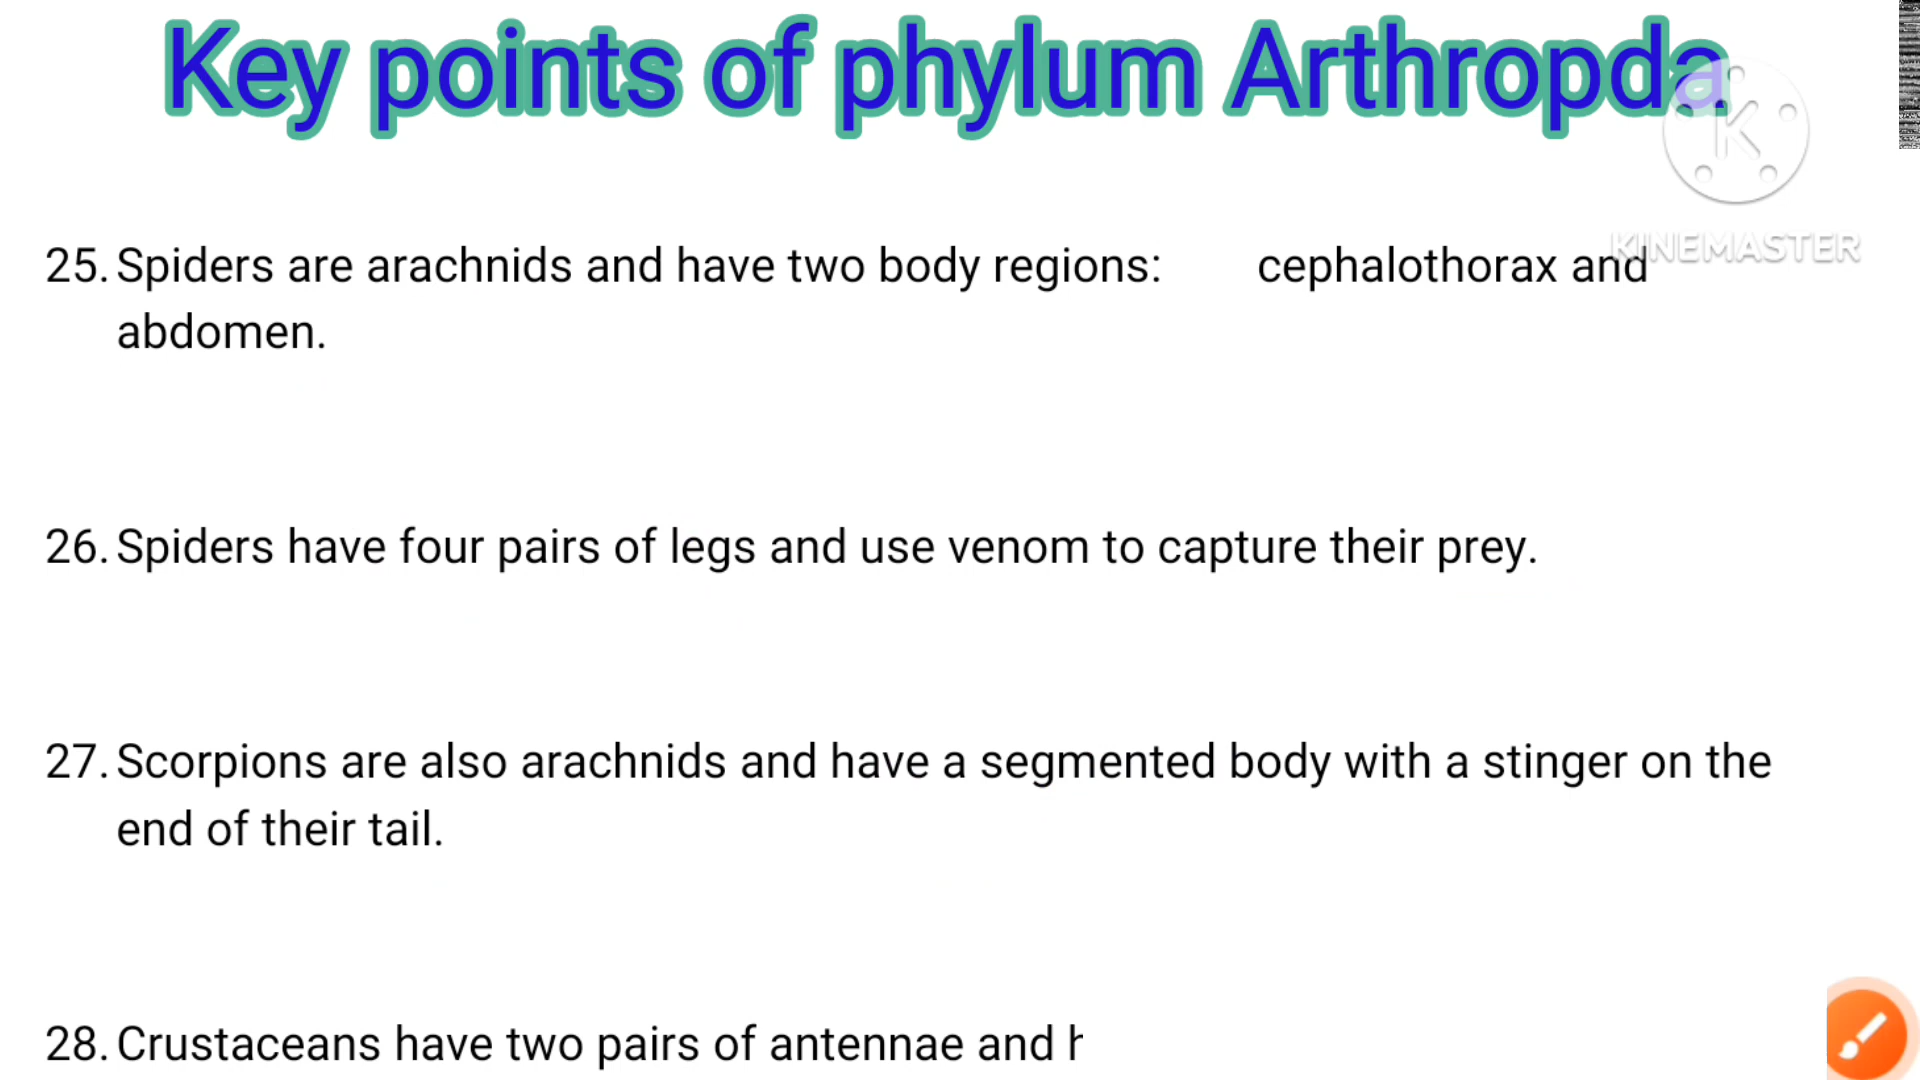 Key points of phylum Arthropda
KINEMASTER
25. Spiders are arachnids and have two body regions: cephalothorax and
abdomen.
26. Spiders have four pairs of legs and use venom to capture their prey.
27. Scorpions are also arachnids and have a segmented body with a stinger on the
end of their tail.
28. Crustaceans have two pairs of antennae and